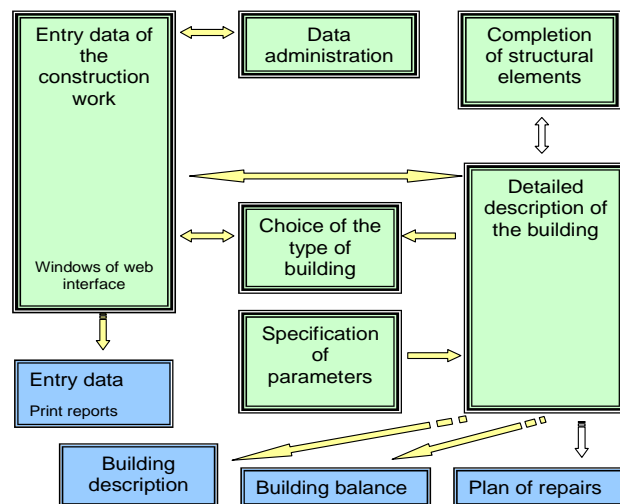 Entry data of
the
construction
work
Windows of web
interface
Data
administration
Completion
of structural
elements
Detailed
description of
the building
Choice of the
type of
building
Specification
of
parameters
Entry data
Print reports
Building
description
Building balance
Plan of repairs